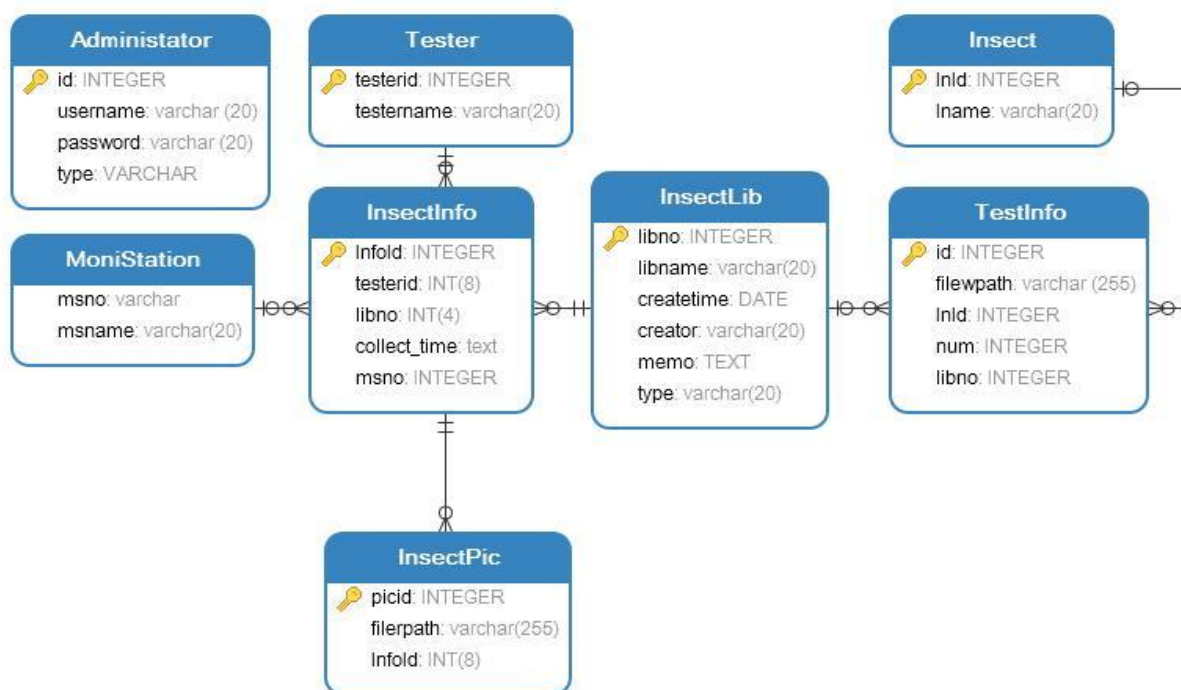 Administator
id: INTEGER
username: varchar (20)
password: varchar (20)
type: VARCHAR
Tester
testerid: INTEGER
testername: varchar(20)
Insect
InId: INTEGER
Iname: varchar(20)
MoniStation
msno: varchar
msname: varchar(20)
InsectInfo
InfoId: INTEGER
testerid: INT(8)
libno: INT(4)
collect_time: text
msno: INTEGER
InsectLib
libno: INTEGER
libname: varchar(20)
createtime: DATE
creator: varchar(20)
memo: TEXT
type: varchar(20)
TestInfo
id: INTEGER
filewpath: varchar (255)
InId: INTEGER
num: INTEGER
libno: INTEGER
InsectPic
picid: INTEGER
filerpath: varchar(255)
InfoId: INT(8)